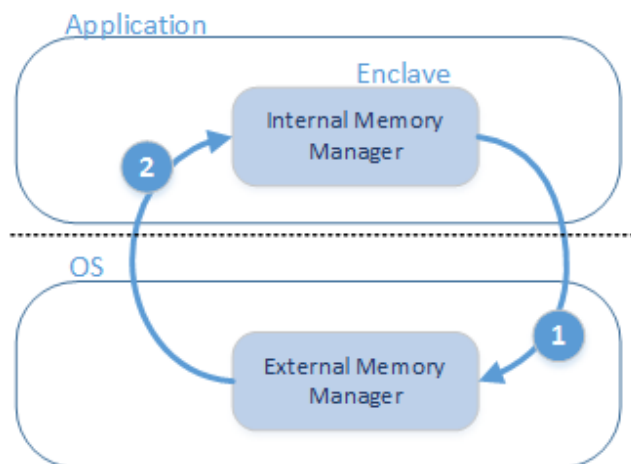 Application
Enclave
Internal Memory
Manager
2
OS
1
External Memory
Manager